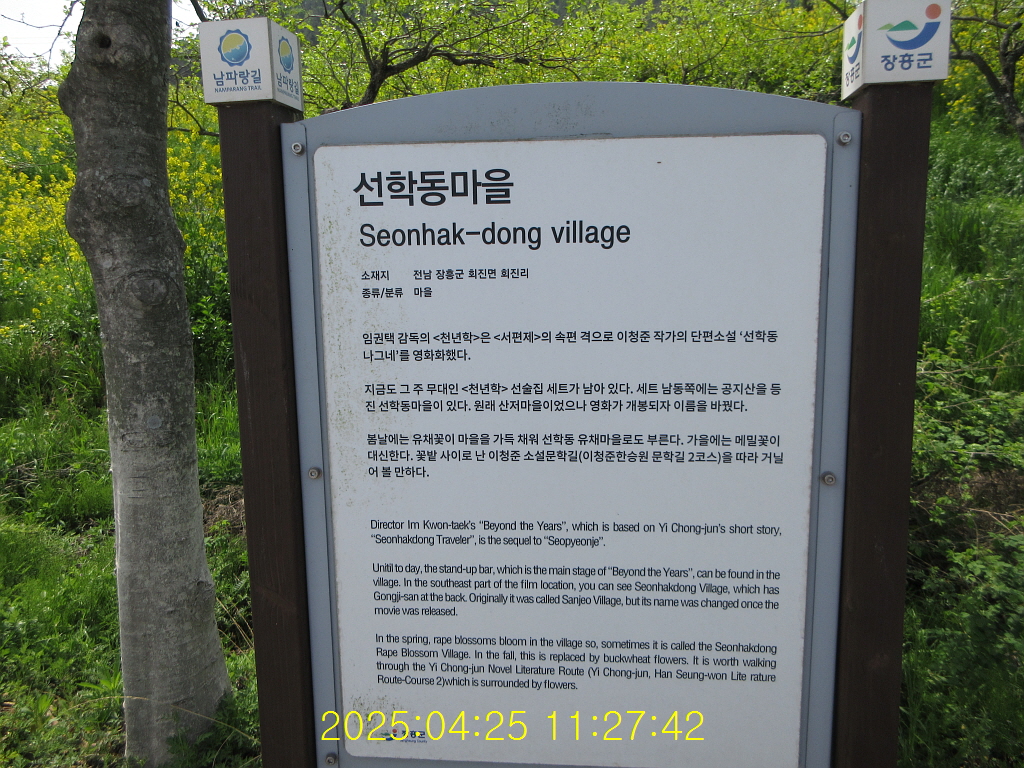 남파랑길
NAMPARANG TRAIL
남파랑길
장흥군
장흥군
선학동마을
Seonhak-dong village
소재지 전남 장흥군 회진면 회진리
종류/분류 마을
임권택 감독의 <천년학>은 <서편제>의 속편 격으로 이청준 작가의 단편소설 '선학동
나그네'를 영화화했다.
지금도 그 주 무대인 <천년학> 선술집 세트가 남아 있다. 세트 남동쪽에는 공지산을 등
진 선학동마을이 있다. 원래 산저마을이었으나 영화가 개봉되자 이름을 바꿨다.
봄날에는 유채꽃이 마을을 가득 채워 선학동 유채마을로도 부른다. 가을에는 메밀꽃이
대신한다. 꽃밭 사이로 난 이청준 소설문학길(이청준한승원 문학길 2코스)을 따라 거닐
어 볼 만하다.
Director Im Kwon-taek's "Beyond the Years", which is based on Yi Chong-jun's short story,
"Seonhakdong Traveler", is the sequel to "Seopyeonje".
Unitil to day, the stand-up bar, which is the main stage of "Beyond the Years", can be found in the
village. In the southeast part of the film location, you can see Seonhakdong Village, which has
Gongji-san at the back. Originally it was called Sanjeo Village, but its name was changed once the
movie was released.
In the spring, rape blossoms bloom in the village so, sometimes it is called the Seonhakdong
Rape Blossom Village. In the fall, this is replaced by buckwheat flowers. It is worth walking
through the Yi Chong-jun Novel Literature Route (Yi Chong-jun, Han Seung-won Lite rature
Route-Course 2)which is surrounded by flowers.
2025:04:25 11:27:42